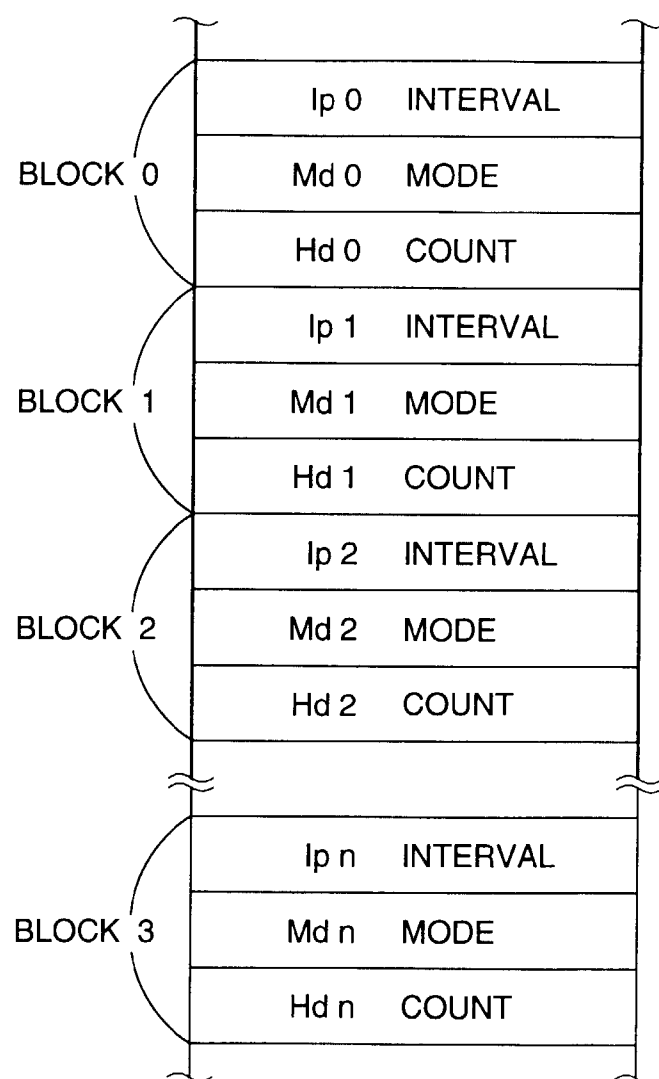 Ip 0 INTERVAL
BLOCK 0 Md 0 MODE
Hd 0 COUNT
Ip 1 INTERVAL
BLOCK 1 Md 1 MODE
Hd 1 COUNT
Ip 2 INTERVAL
BLOCK 2 Md 2 MODE
Hd 2 COUNT
Ip n INTERVAL
BLOCK 3 Md n MODE
Hd n COUNT